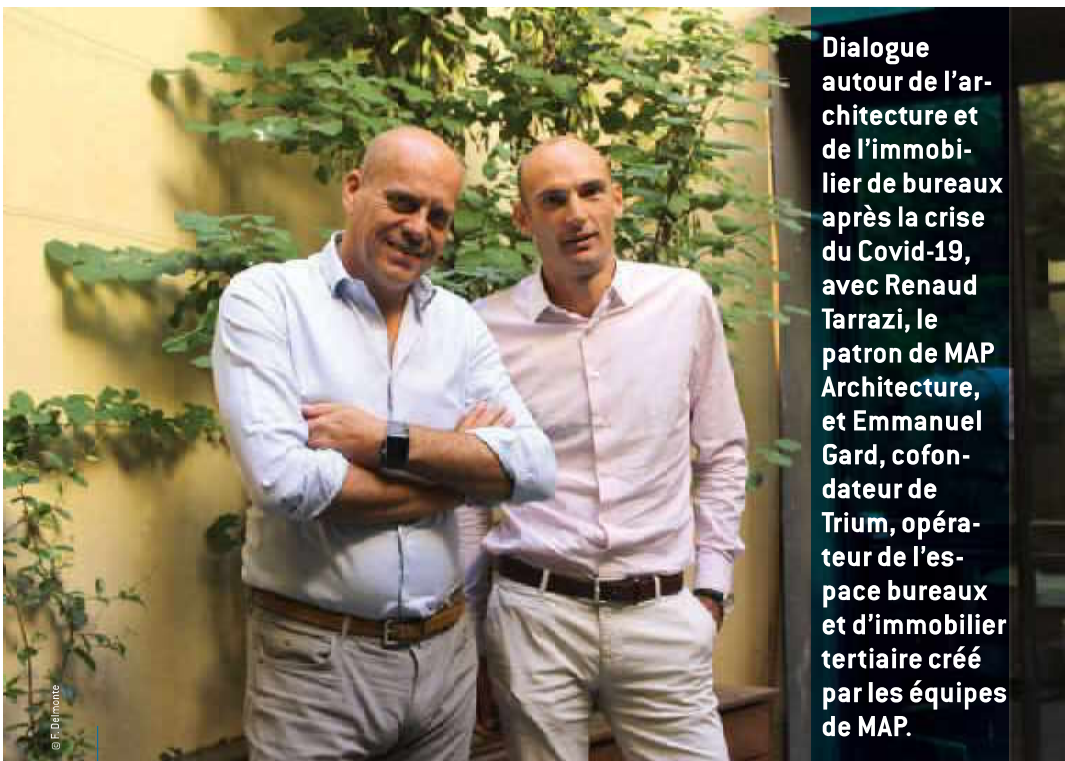 Dialogue
autour de l'ar-
chitecture et
de l'immobi-
lier de bureaux
après la crise
du Covid-19,
avec Renaud
Tarrazi, le
patron de MAP
Architecture,
et Emmanuel
Gard, cofon-
dateur de
Trium, opéra-
teur de l'es-
pace bureaux
et d'immobilier
tertiaire créé
par les équipes
de MAP.
© F. Delmonte